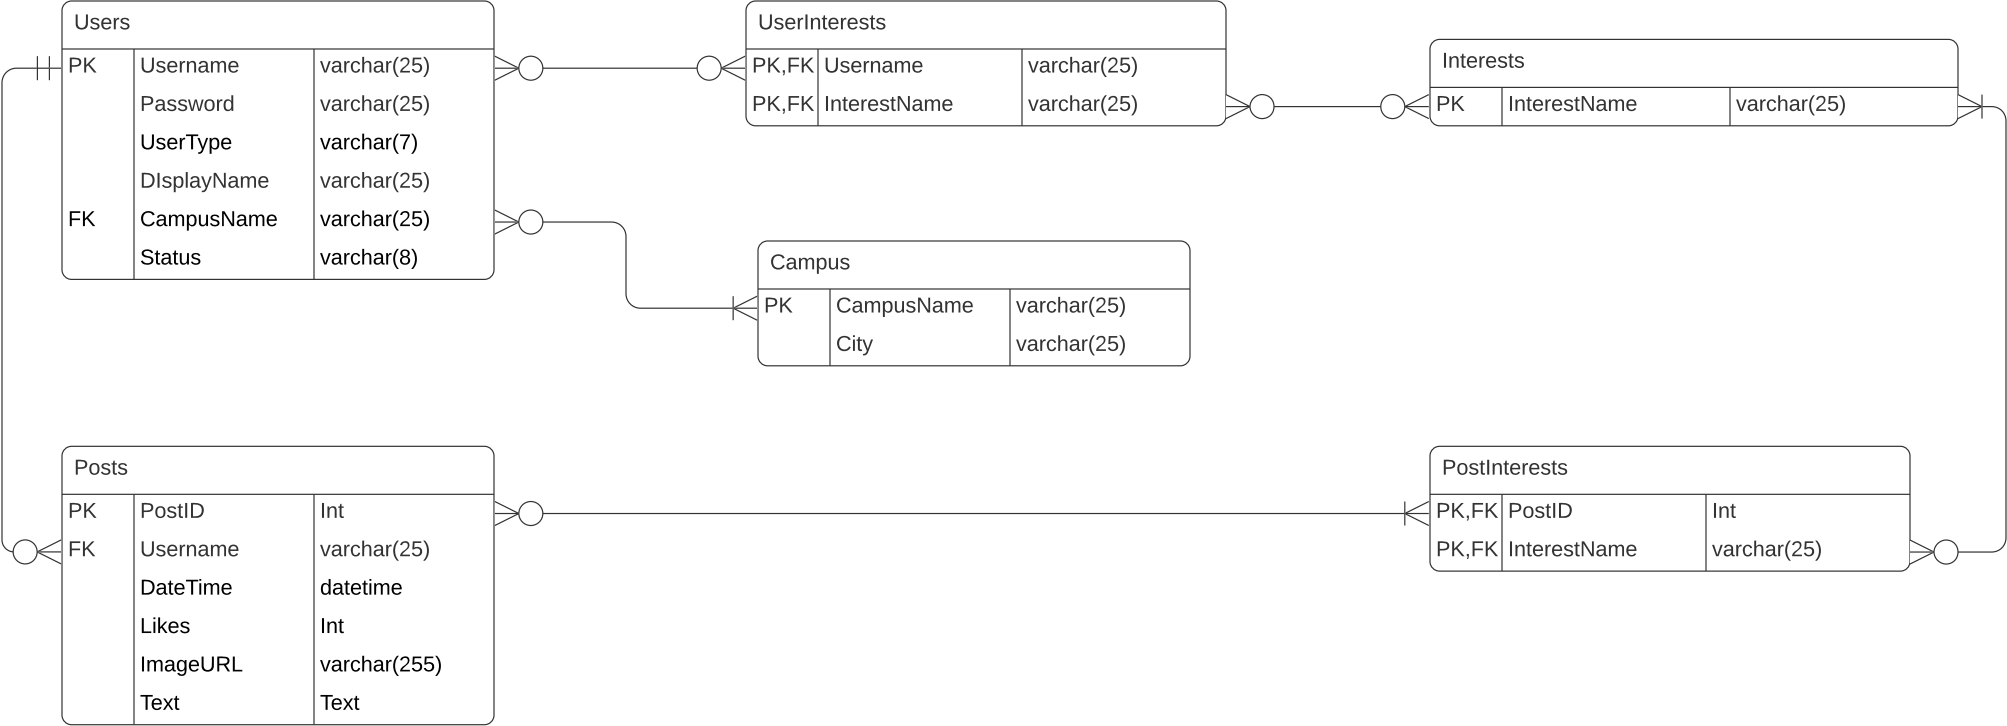 Users
PK Username varchar(25)
Password varchar(25)
UserType varchar(7)
DIsplayName varchar(25)
FK CampusName varchar(25)
Status varchar(8)
UserInterests
PK,FK Username varchar(25)
PK,FK InterestName varchar(25)
Interests
PK InterestName varchar(25)
Campus
PK CampusName varchar(25)
City varchar(25)
Posts
PK PostID Int
FK Username varchar(25)
DateTime datetime
Likes Int
ImageURL varchar(255)
Text Text
PostInterests
PK,FK PostID Int
PK,FK InterestName varchar(25)